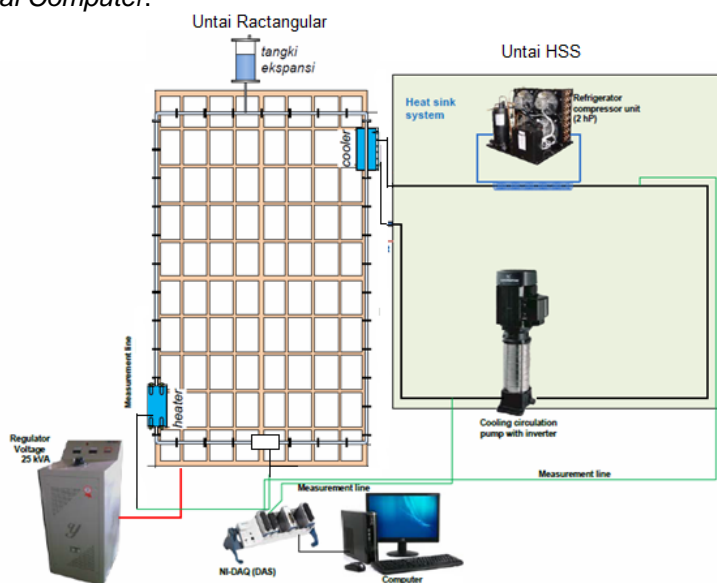 al Computer.
Untai Ractangular
tangki
ekspansi
Untai HSS
Heat sink
system
Refrigerator
compressor unit
(2 hP)
cooler
Measurement line
heater
Cooling circulation
pump with inverter
Regulator
Voltage
25 kVA
Measurement line
Measurement line
NI-DAQ (DAS)
Computer